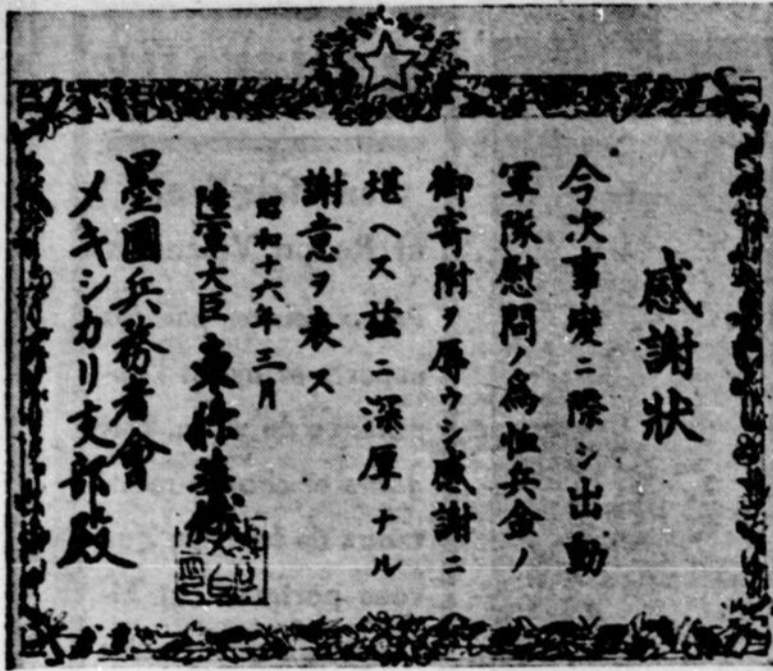 感謝狀
今次事變ニ際シ出動
軍隊慰問ノ爲恤兵金ノ
御寄附ヲ辱ウシ感謝ニ
堪ヘス玆ニ深厚ナル
謝意ヲ表ス
昭和十六年三月
陸軍大臣 東條英機
墨國兵務者會
メキシカリ支部殿